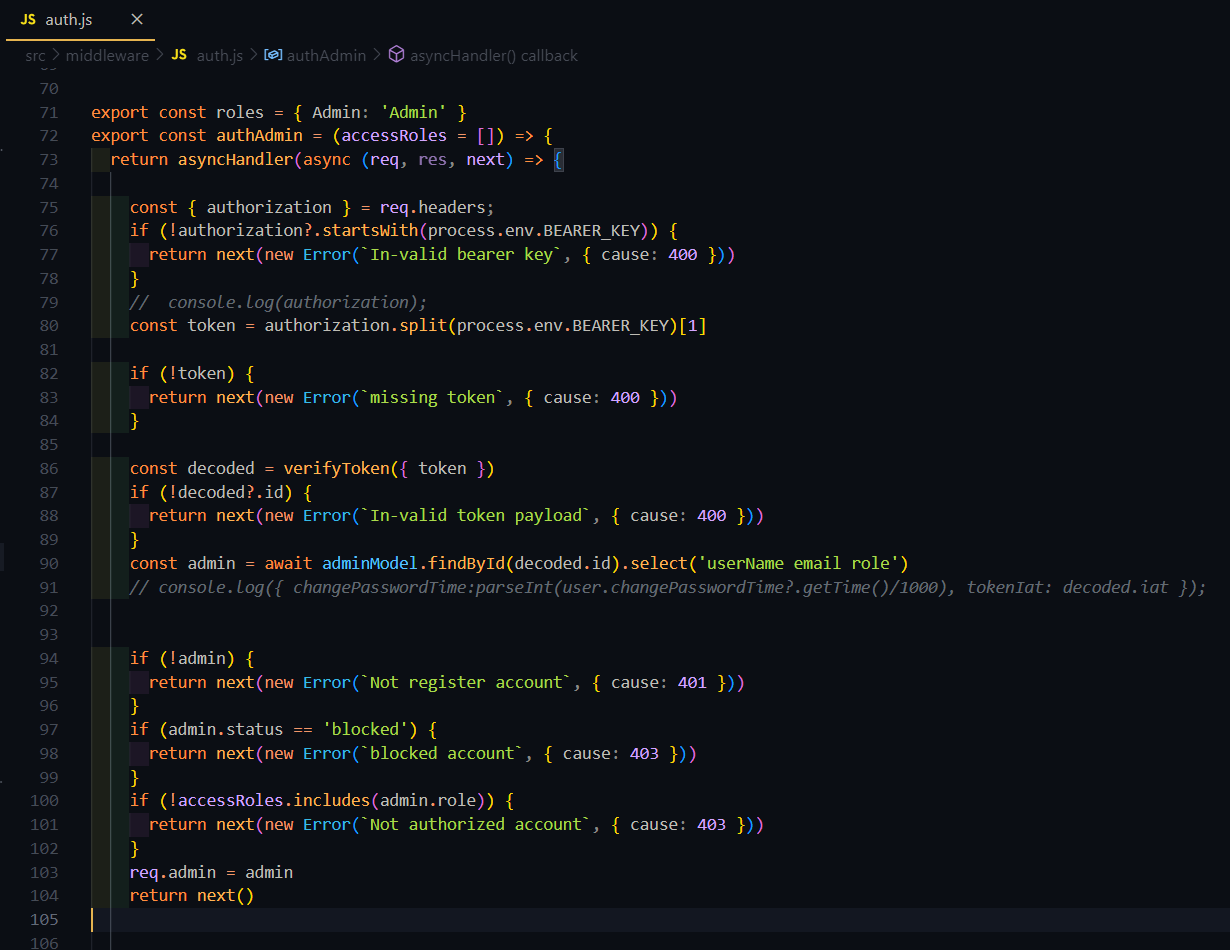 JS auth.js ×
src > middleware > JS auth.js > authAdmin > asyncHandler() callback
70
71 export const roles = { Admin: 'Admin' }
72 export const authAdmin = (accessRoles = []) => {
73   return asyncHandler(async (req, res, next) => {
74
75     const { authorization } = req.headers;
76     if (!authorization?.startsWith(process.env.BEARER_KEY)) {
77       return next(new Error(`In-valid bearer key`, { cause: 400 }))
78     }
79     //  console.log(authorization);
80     const token = authorization.split(process.env.BEARER_KEY)[1]
81
82     if (!token) {
83       return next(new Error(`missing token`, { cause: 400 }))
84     }
85
86     const decoded = verifyToken({ token })
87     if (!decoded?.id) {
88       return next(new Error(`In-valid token payload`, { cause: 400 }))
89     }
90     const admin = await adminModel.findById(decoded.id).select('userName email role')
91     // console.log({ changePasswordTime:parseInt(user.changePasswordTime?.getTime()/1000), tokenIat: decoded.iat });
92
93
94     if (!admin) {
95       return next(new Error(`Not register account`, { cause: 401 }))
96     }
97     if (admin.status == 'blocked') {
98       return next(new Error(`blocked account`, { cause: 403 }))
99     }
100     if (!accessRoles.includes(admin.role)) {
101       return next(new Error(`Not authorized account`, { cause: 403 }))
102     }
103     req.admin = admin
104     return next()
105
106